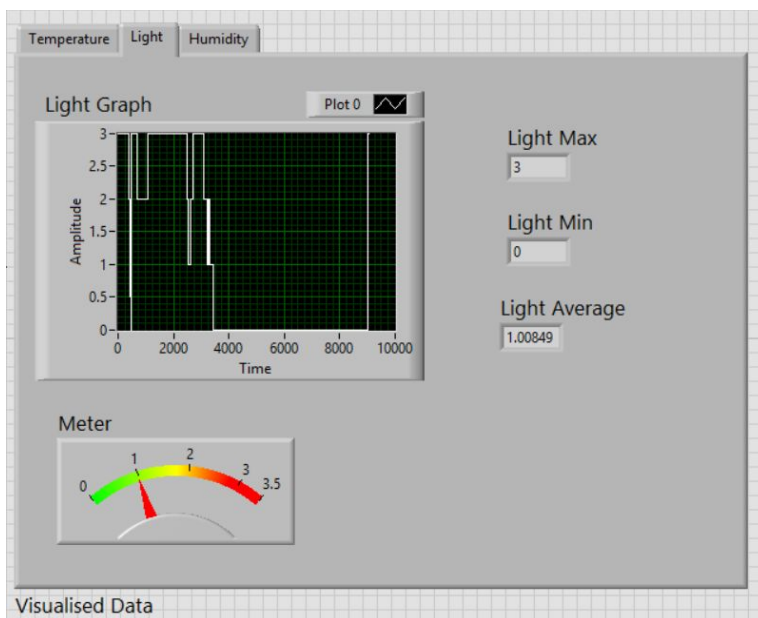 Temperature Light Humidity
Light Graph
Plot 0
3
2.5
2
1.5
1
0.5
0
Amplitude
0 2000 4000 6000 8000 10000
Time
Light Max
3
Light Min
0
Light Average
1.00849
Meter
0 1 2 3 3.5
Visualised Data